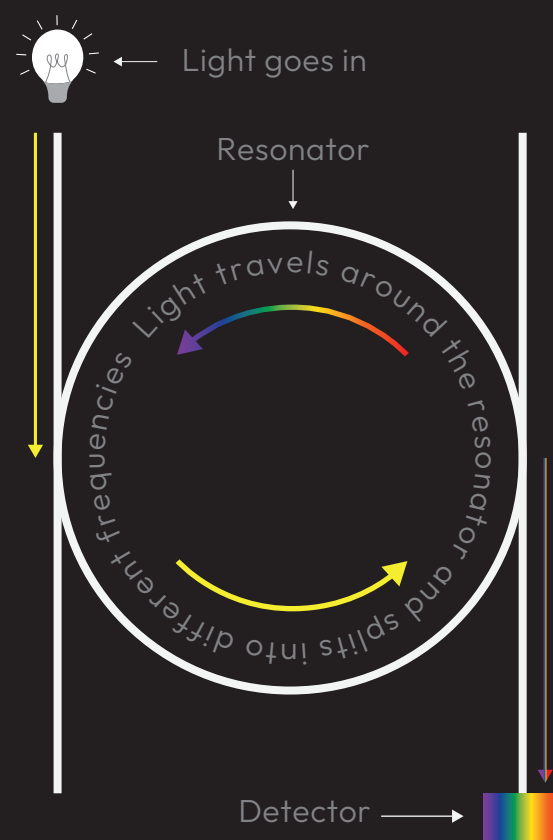 Light goes in
Resonator
Light travels around the resonator and splits into different frequencies
Detector